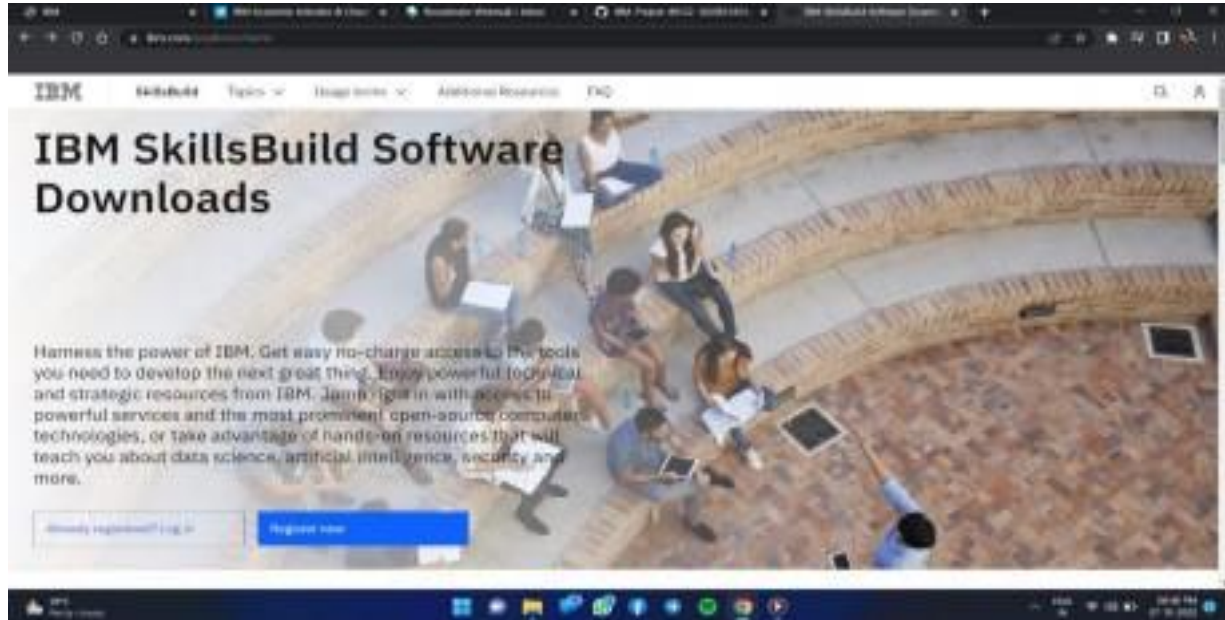 IBM
IBM SkillsBuild Topics Usage terms Additional Resources FAQ
IBM SkillsBuild Software
Downloads
Harness the power of IBM. Get easy no-charge access to the tools
you need to develop the next great thing. Enjoy powerful technical
and strategic resources from IBM. Jump right in with access to
powerful services and the most prominent open-source computer
technologies, or take advantage of hands-on resources that will
teach you about data science, artificial intelligence, security and
more.
Already registered? Log in Register now